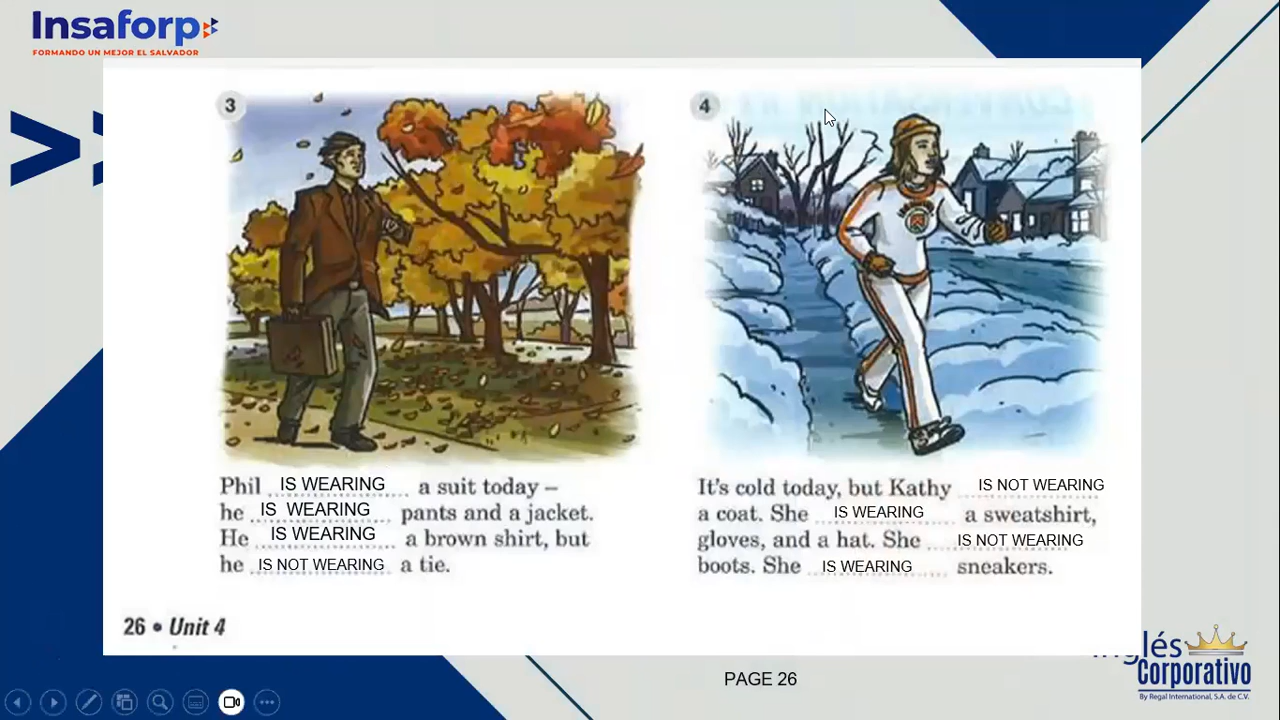 Insaforp
FORMANDO UN MEJOR EL SALVADOR
3
4
Phil IS WEARING a suit today –
he IS WEARING pants and a jacket.
He IS WEARING a brown shirt, but
he IS NOT WEARING a tie.
It's cold today, but Kathy IS NOT WEARING
a coat. She IS WEARING a sweatshirt,
gloves, and a hat. She IS NOT WEARING
boots. She IS WEARING sneakers.
26 • Unit 4
PAGE 26
Inglés
Corporativo
By Regal International, S.A. de C.V.